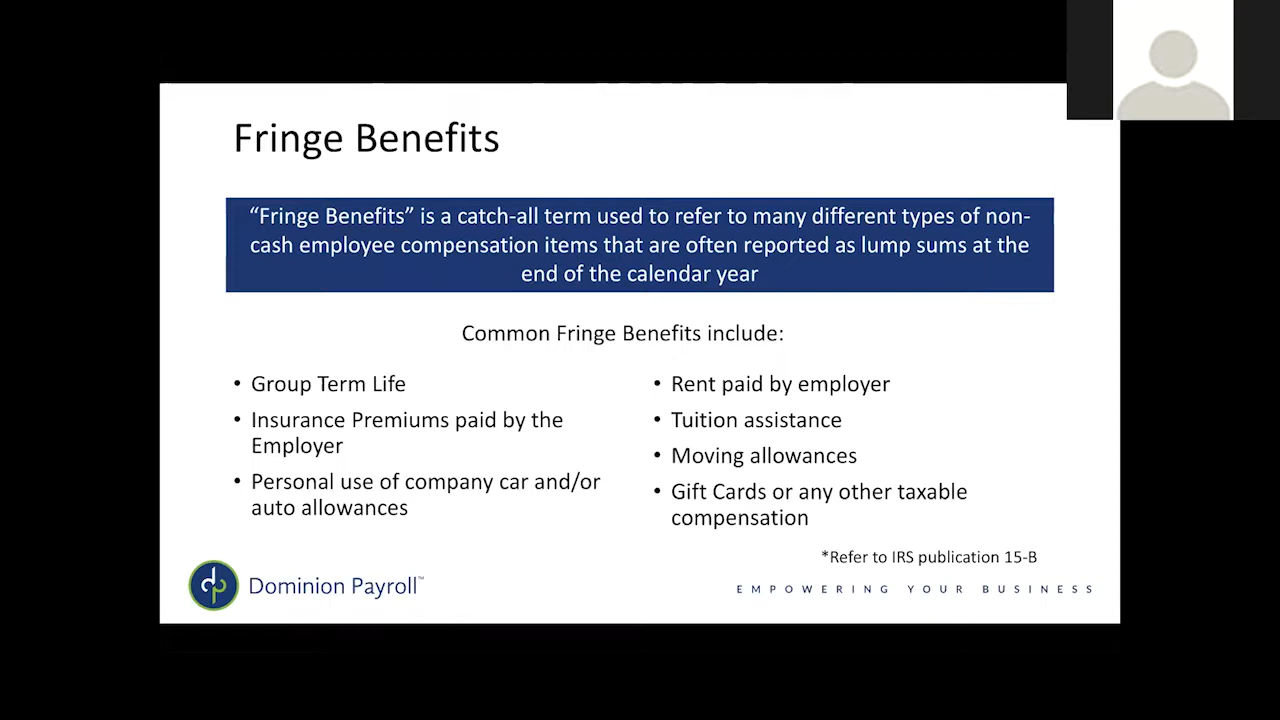 Fringe Benefits
“Fringe Benefits” is a catch-all term used to refer to many different types of non-
cash employee compensation items that are often reported as lump sums at the
end of the calendar year
Common Fringe Benefits include:
• Group Term Life
• Insurance Premiums paid by the
Employer
• Personal use of company car and/or
auto allowances
• Rent paid by employer
• Tuition assistance
• Moving allowances
• Gift Cards or any other taxable
compensation
*Refer to IRS publication 15-B
dp Dominion Payroll™
EMPOWERING YOUR BUSINESS